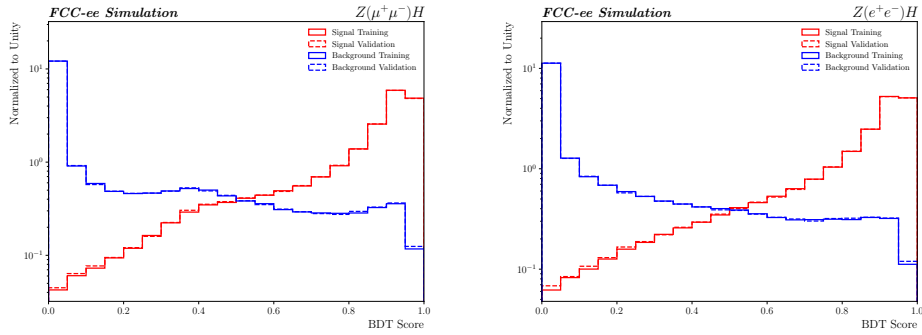 FCC-ee Simulation
Z(μ⁺μ⁻)H
Normalized to Unity
Signal Training
Signal Validation
Background Training
Background Validation
10¹
10⁰
10⁻¹
0.0 0.2 0.4 0.6 0.8 1.0
BDT Score
FCC-ee Simulation
Z(e⁺e⁻)H
Normalized to Unity
Signal Training
Signal Validation
Background Training
Background Validation
10¹
10⁰
10⁻¹
0.0 0.2 0.4 0.6 0.8 1.0
BDT Score